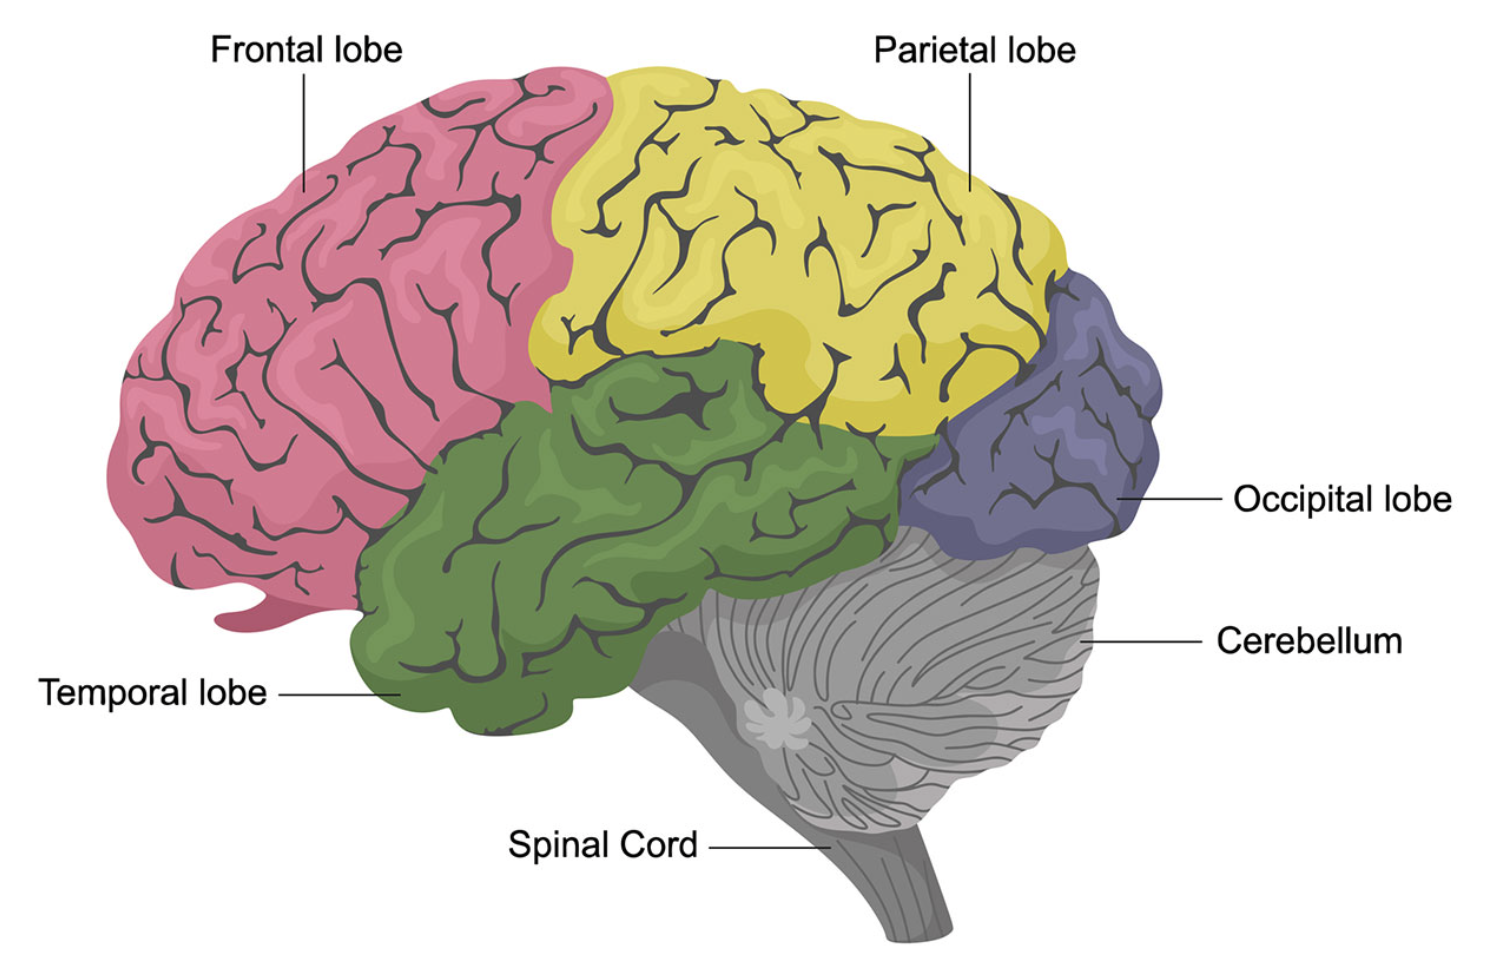 Frontal lobe
Parietal lobe
Occipital lobe
Cerebellum
Temporal lobe
Spinal Cord